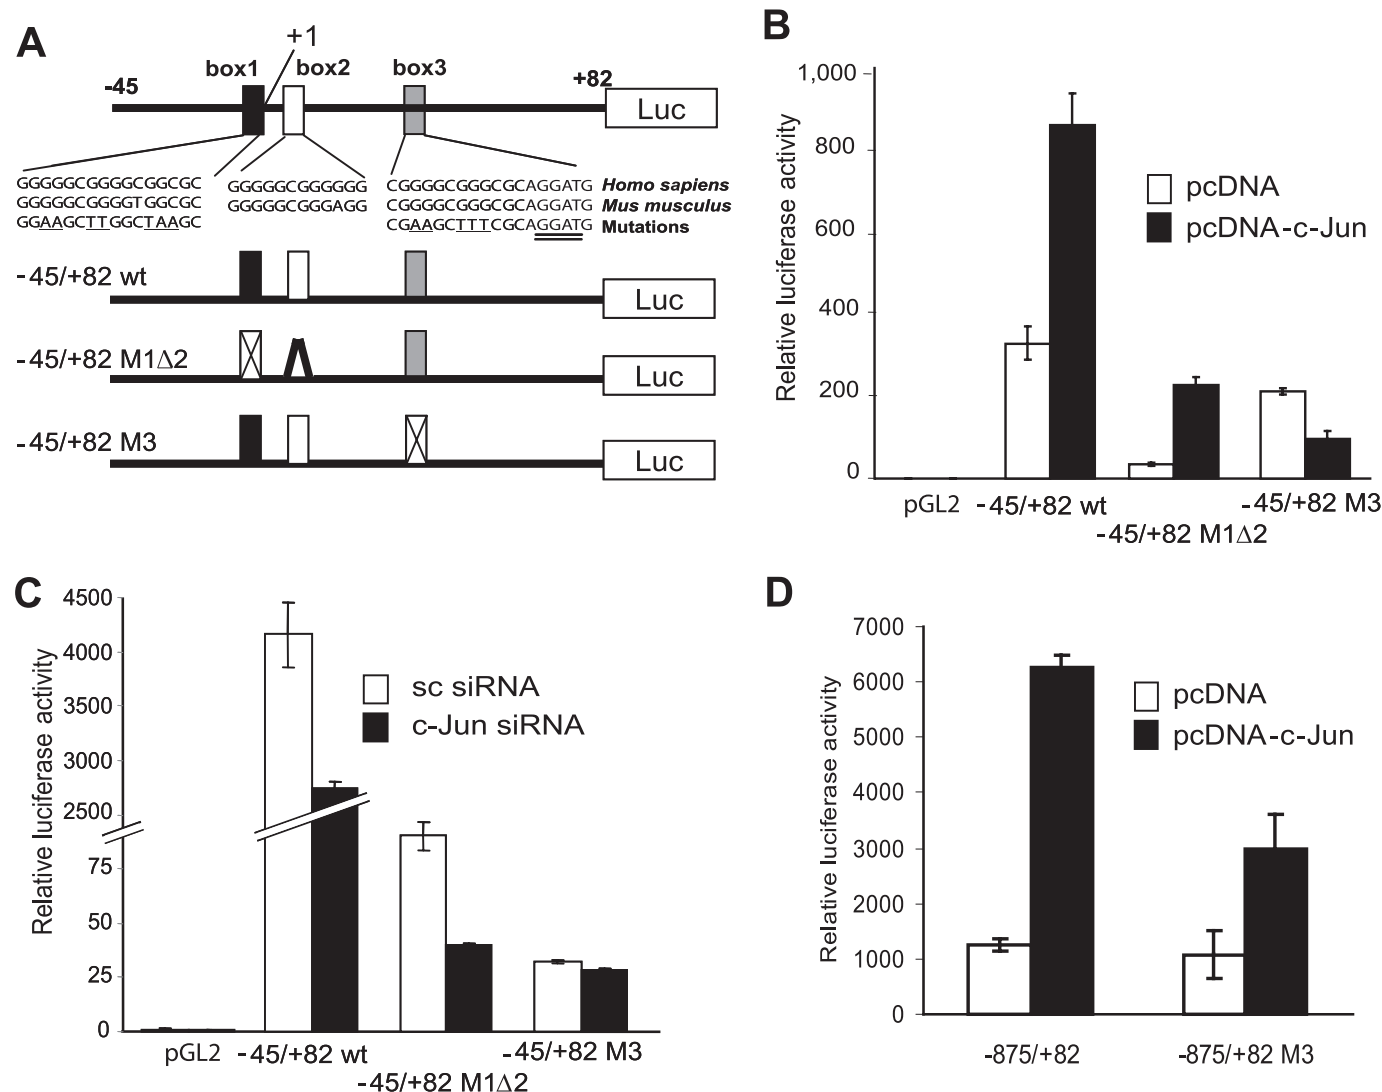 A
+1
box1 box2 box3
-45 +82
Luc
GGGGGCGGGGCGGCGC GGGGGCGGGGGG CGGGGCGGGCGCAGGATG Homo sapiens
GGGGGCGGGGTGGCGC GGGGGCGGGAGG CGGGGCGGGCGCAGGATG Mus musculus
GGAAGCTTGGCTAAGC CGAAGCTTTCGCAGGATG Mutations
-45/+82 wt
Luc
-45/+82 M1Δ2
Luc
-45/+82 M3
Luc
B
Relative luciferase activity
1,000
800
600
400
200
0
pcDNA
pcDNA-c-Jun
pGL2 -45/+82 wt -45/+82 M3
-45/+82 M1Δ2
C
Relative luciferase activity
4500
4000
3500
3000
2500
75
50
25
0
sc siRNA
c-Jun siRNA
pGL2 -45/+82 wt -45/+82 M3
-45/+82 M1Δ2
D
Relative luciferase activity
7000
6000
5000
4000
3000
2000
1000
0
pcDNA
pcDNA-c-Jun
-875/+82 -875/+82 M3